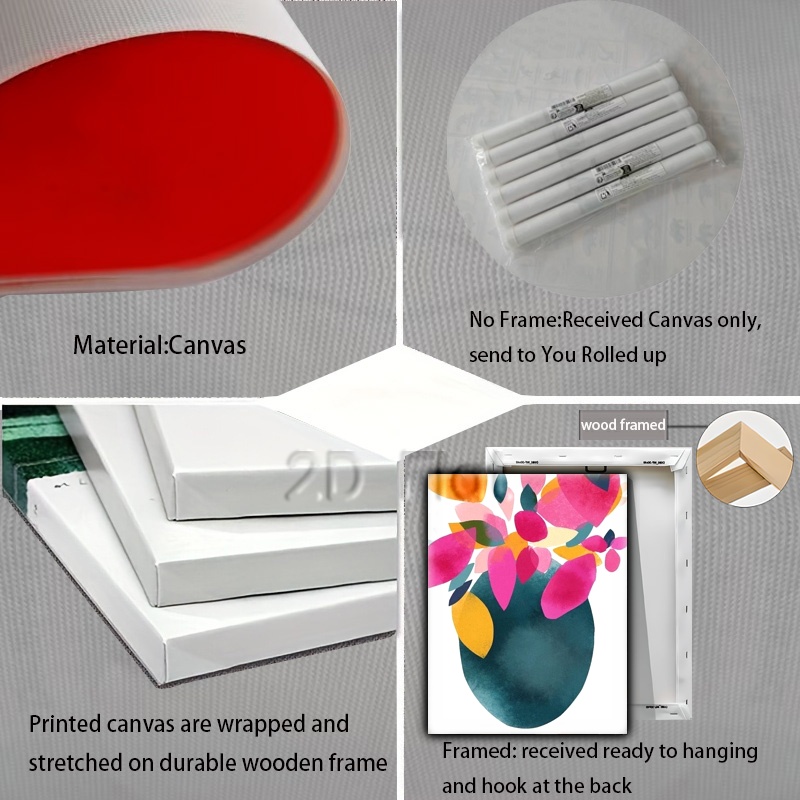 Material:Canvas
No Frame:Received Canvas only,
send to You Rolled up
2.D
wood framed
Printed canvas are wrapped and
stretched on durable wooden frame
Framed: received ready to hanging
and hook at the back